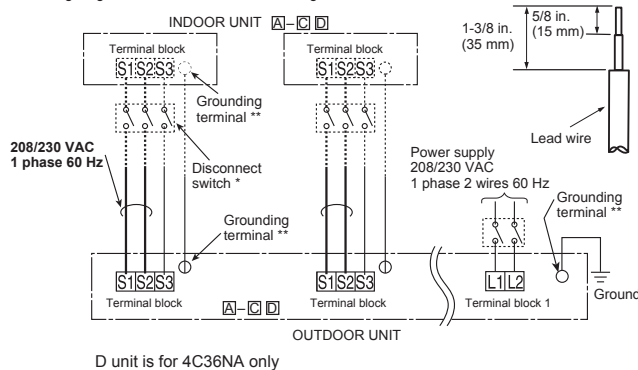 INDOOR UNIT A–C D
Terminal block
S1 S2 S3
Terminal block
S1 S2 S3
5/8 in.
(15 mm)
1-3/8 in.
(35 mm)
Lead wire
Grounding
terminal **
Disconnect
switch *
208/230 VAC
1 phase 60 Hz
Power supply
208/230 VAC
1 phase 2 wires 60 Hz
Grounding
terminal **
Grounding
terminal **
S1 S2 S3
Terminal block
A–C D
S1 S2 S3
Terminal block
L1 L2
Terminal block 1
Ground
OUTDOOR UNIT
D unit is for 4C36NA only